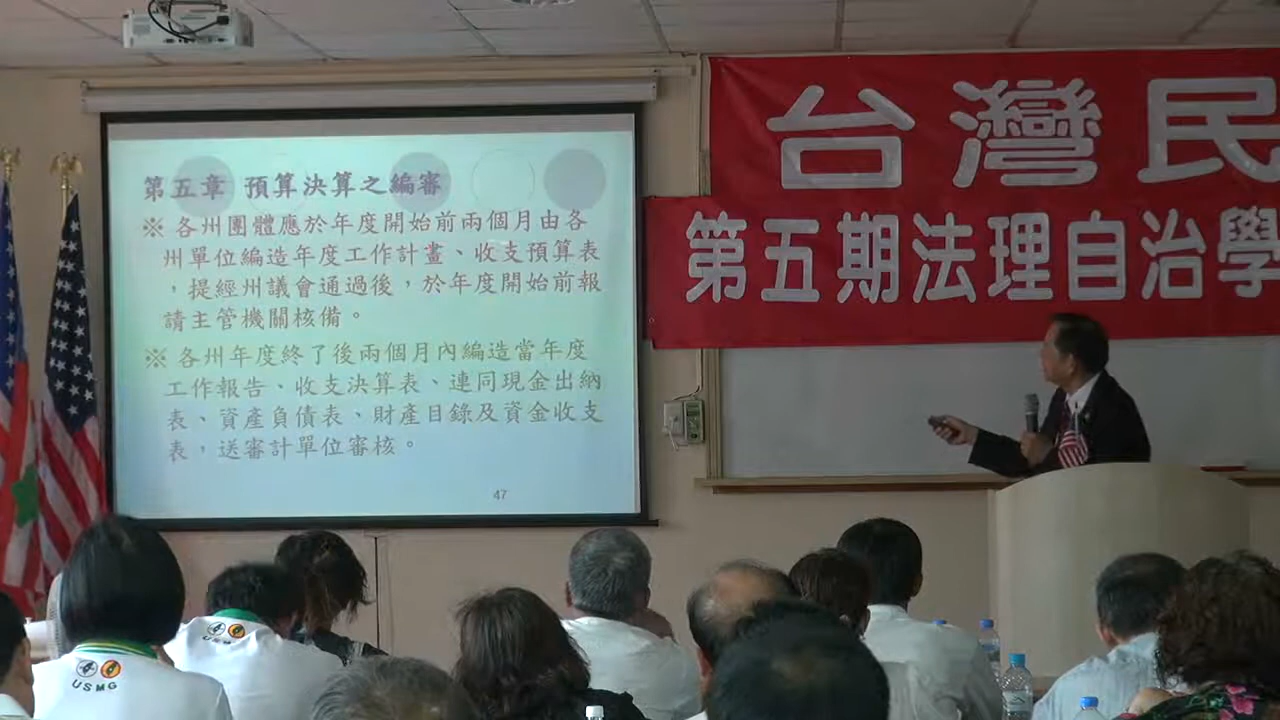 第五章 預算決算之編審
※ 各州團體應於年度開始前兩個月由各
州單位編造年度工作計畫、收支預算表
，提經州議會通過後，於年度開始前報
請主管機關核備。
※ 各州年度終了後兩個月內編造當年度
工作報告、收支決算表、連同現金出納
表、資產負債表、財產目錄及資金收支
表，送審計單位審核。
47
台灣民
第五期法理自治學
USMG